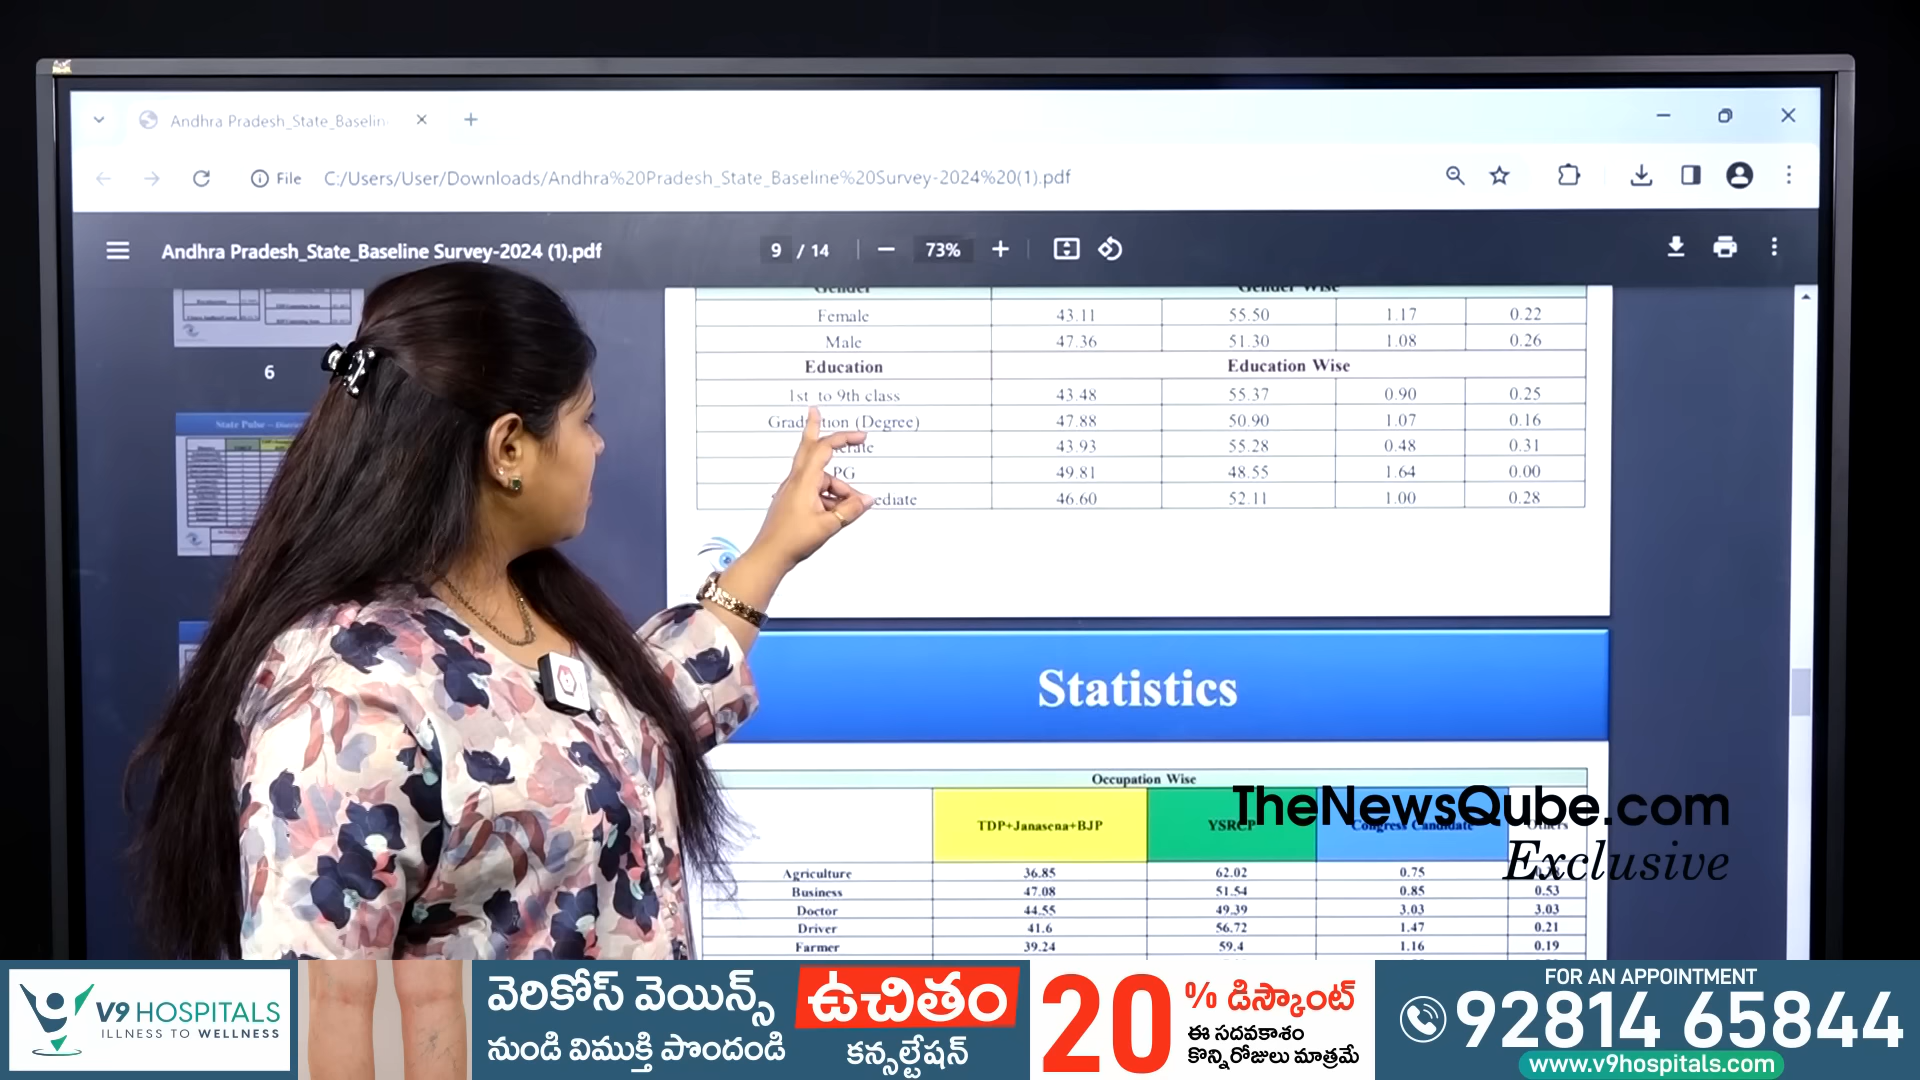 Andhra Pradesh_State_Baselin
File C:/Users/User/Downloads/Andhra%20Pradesh_State_Baseline%20Survey-2024%20(1).pdf
Andhra Pradesh_State_Baseline Survey-2024 (1).pdf 9 / 14 73%
6
Gender Gender Wise
Female 43.11 55.50 1.17 0.22
Male 47.36 51.30 1.08 0.26
Education Education Wise
1st to 9th class 43.48 55.37 0.90 0.25
(Degree) 47.88 50.90 1.07 0.16
43.93 55.28 0.48 0.31
PG 49.81 48.55 1.64 0.00
46.60 52.11 1.00 0.28
Statistics
Occupation Wise
TDP+Janasena+BJP YSRCP Congress Candidate Others
Agriculture 36.85 62.02 0.75
Business 47.08 51.54 0.85 0.53
Doctor 44.55 49.39 3.03 3.03
Driver 41.6 56.72 1.47 0.21
Farmer 39.24 59.4 1.16 0.19
TheNewsQube.com
Exclusive
V9 HOSPITALS
ILLNESS TO WELLNESS
వెరికోస్ వెయిన్స్
నుండి విముక్తి పొందండి
ఉచితం
కన్సల్టేషన్
20 % డిస్కౌంట్
ఈ సదవకాశం
కొన్నిరోజులు మాత్రమే
FOR AN APPOINTMENT
92814 65844
www.v9hospitals.com